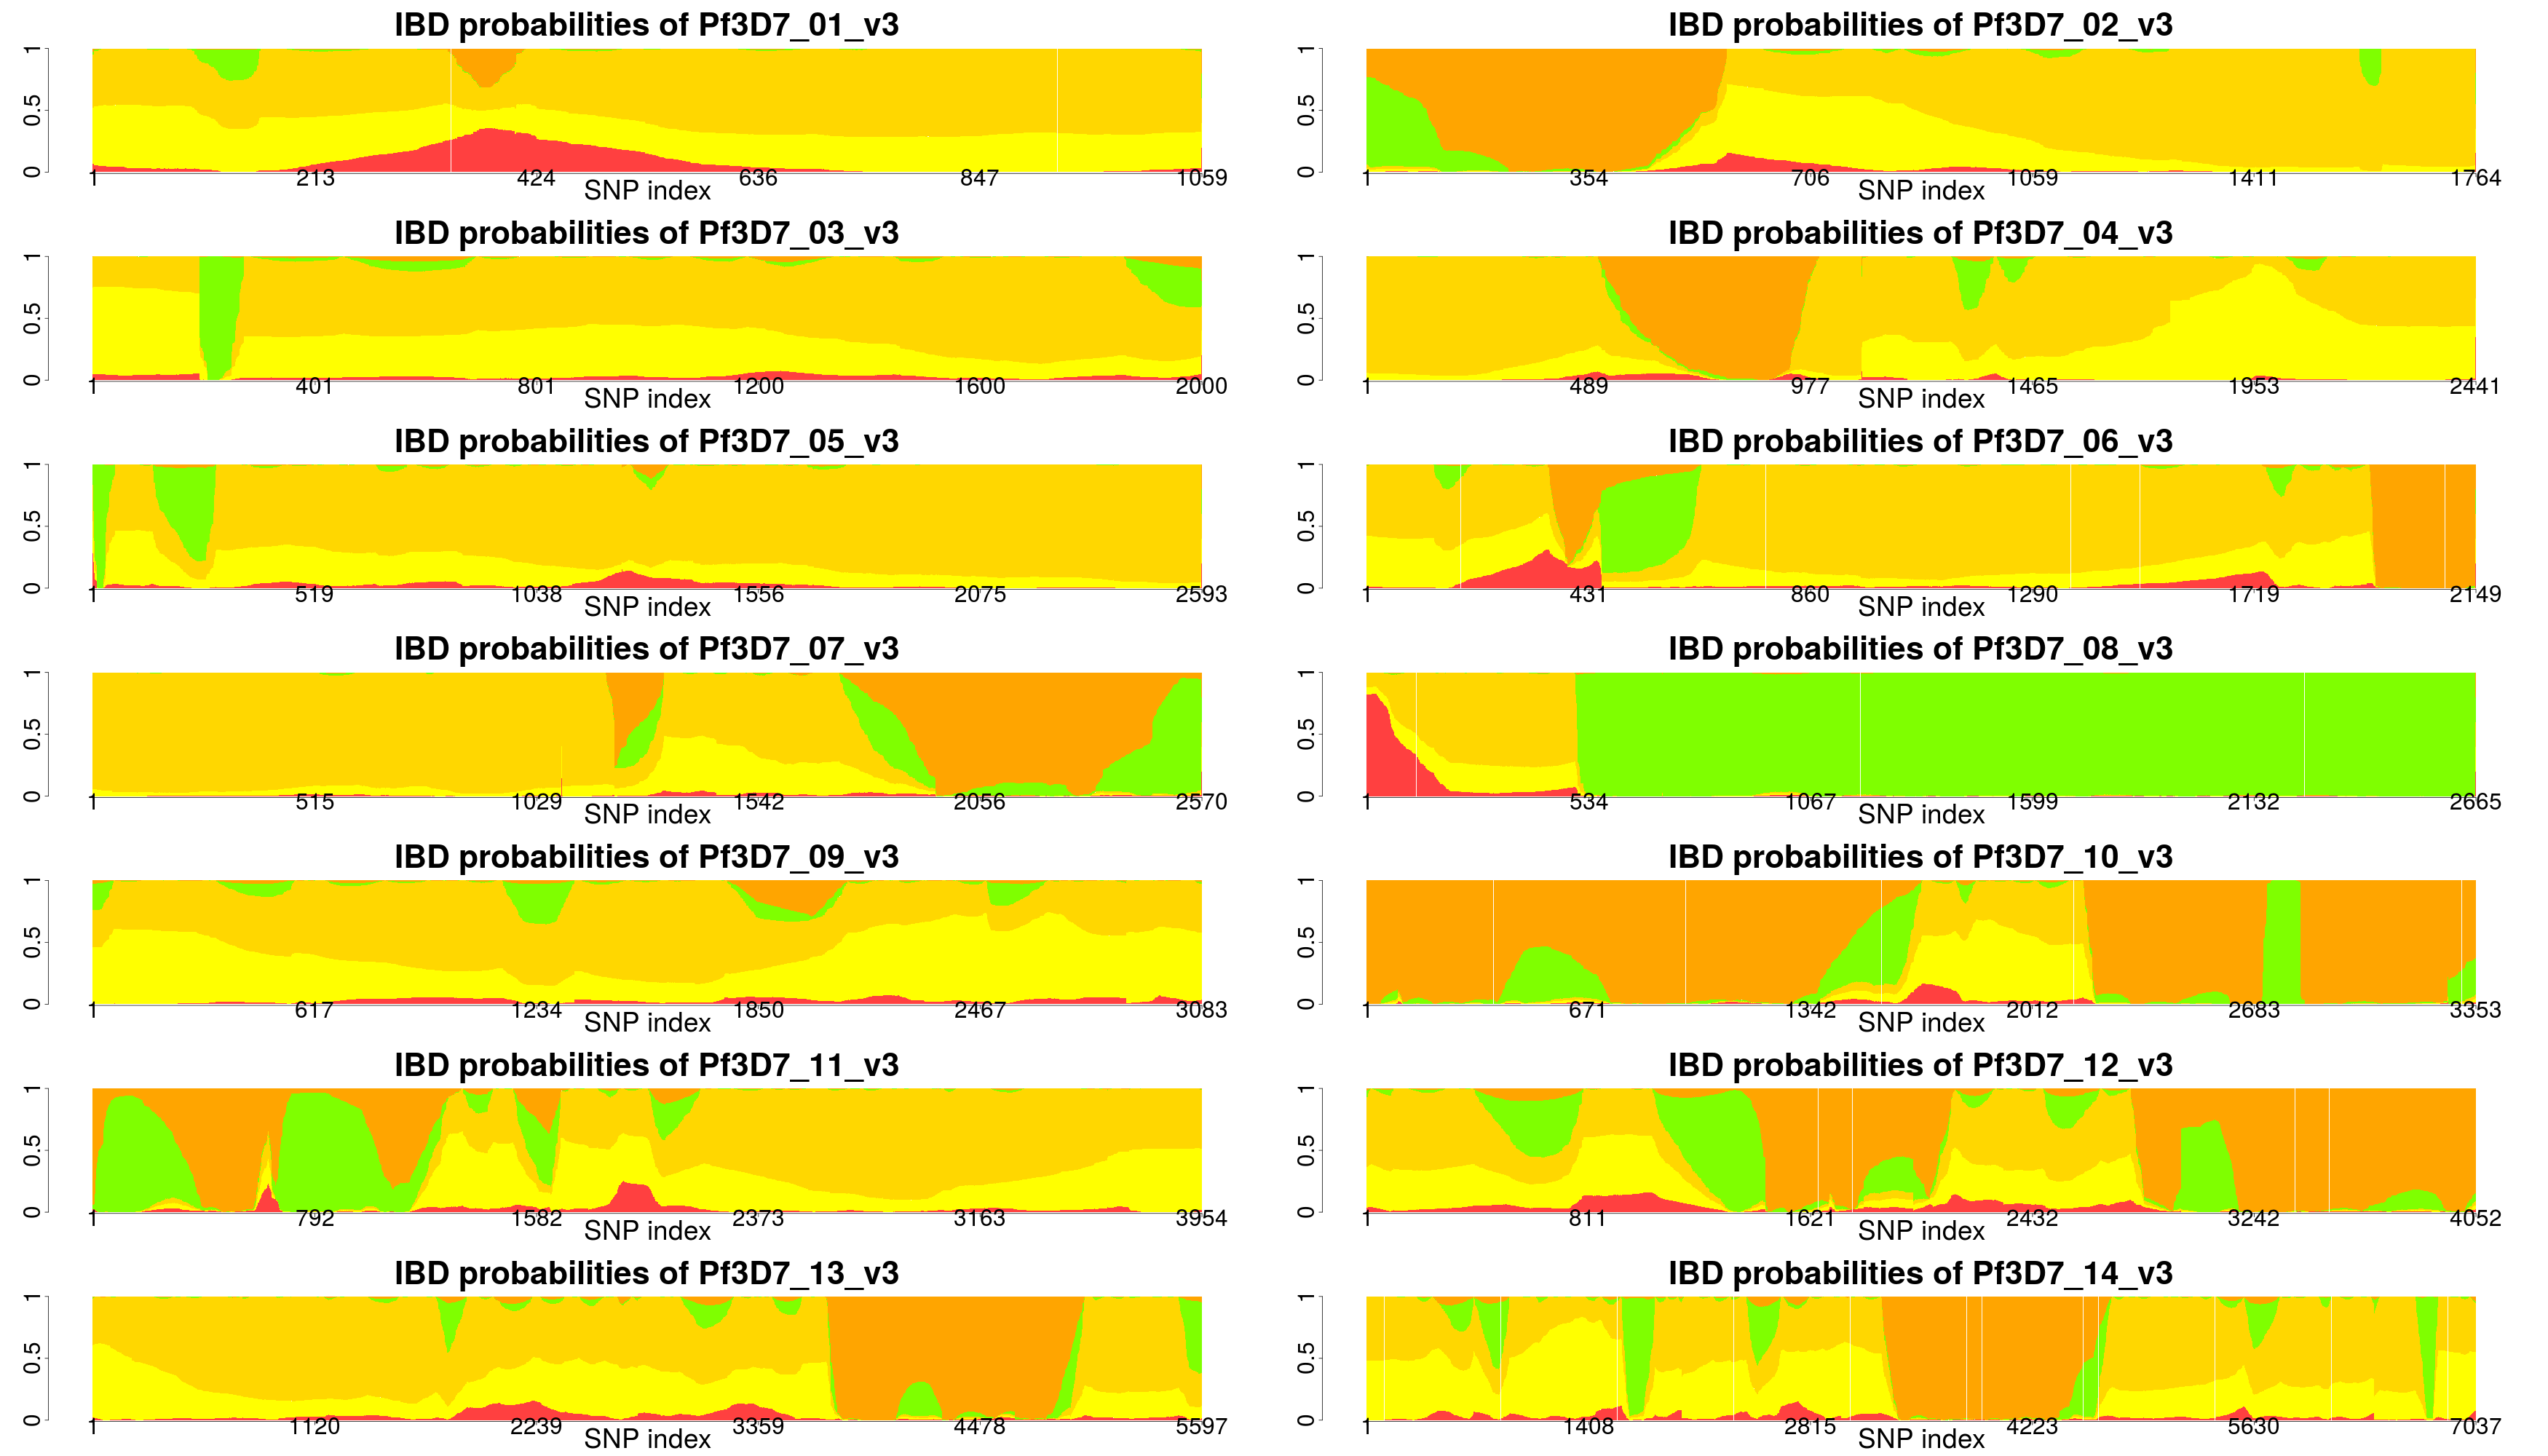 IBD probabilities of Pf3D7_01_v3
0 0.5 1
1 213 424 636 847 1059
SNP index
IBD probabilities of Pf3D7_02_v3
0 0.5 1
1 354 706 1059 1411 1764
SNP index
IBD probabilities of Pf3D7_03_v3
0 0.5 1
1 401 801 1200 1600 2000
SNP index
IBD probabilities of Pf3D7_04_v3
0 0.5 1
1 489 977 1465 1953 2441
SNP index
IBD probabilities of Pf3D7_05_v3
0 0.5 1
1 519 1038 1556 2075 2593
SNP index
IBD probabilities of Pf3D7_06_v3
0 0.5 1
1 431 860 1290 1719 2149
SNP index
IBD probabilities of Pf3D7_07_v3
0 0.5 1
1 515 1029 1542 2056 2570
SNP index
IBD probabilities of Pf3D7_08_v3
0 0.5 1
1 534 1067 1599 2132 2665
SNP index
IBD probabilities of Pf3D7_09_v3
0 0.5 1
1 617 1234 1850 2467 3083
SNP index
IBD probabilities of Pf3D7_10_v3
0 0.5 1
1 671 1342 2012 2683 3353
SNP index
IBD probabilities of Pf3D7_11_v3
0 0.5 1
1 792 1582 2373 3163 3954
SNP index
IBD probabilities of Pf3D7_12_v3
0 0.5 1
1 811 1621 2432 3242 4052
SNP index
IBD probabilities of Pf3D7_13_v3
0 0.5 1
1 1120 2239 3359 4478 5597
SNP index
IBD probabilities of Pf3D7_14_v3
0 0.5 1
1 1408 2815 4223 5630 7037
SNP index